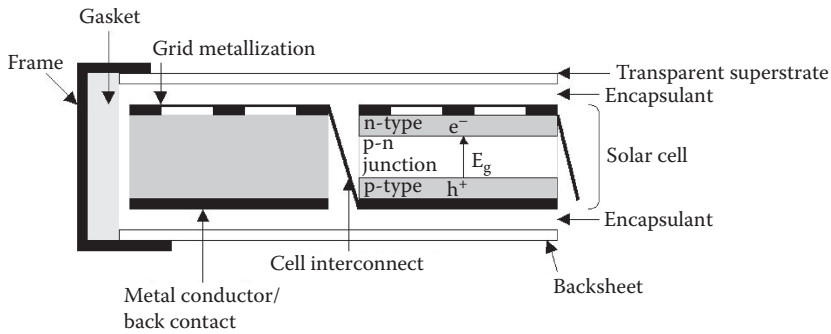 Gasket
Grid metallization
Frame
Transparent superstrate
Encapsulant
n-type e⁻
p-n
junction
E₉
p-type h⁺
Solar cell
Encapsulant
Cell interconnect
Backsheet
Metal conductor/
back contact